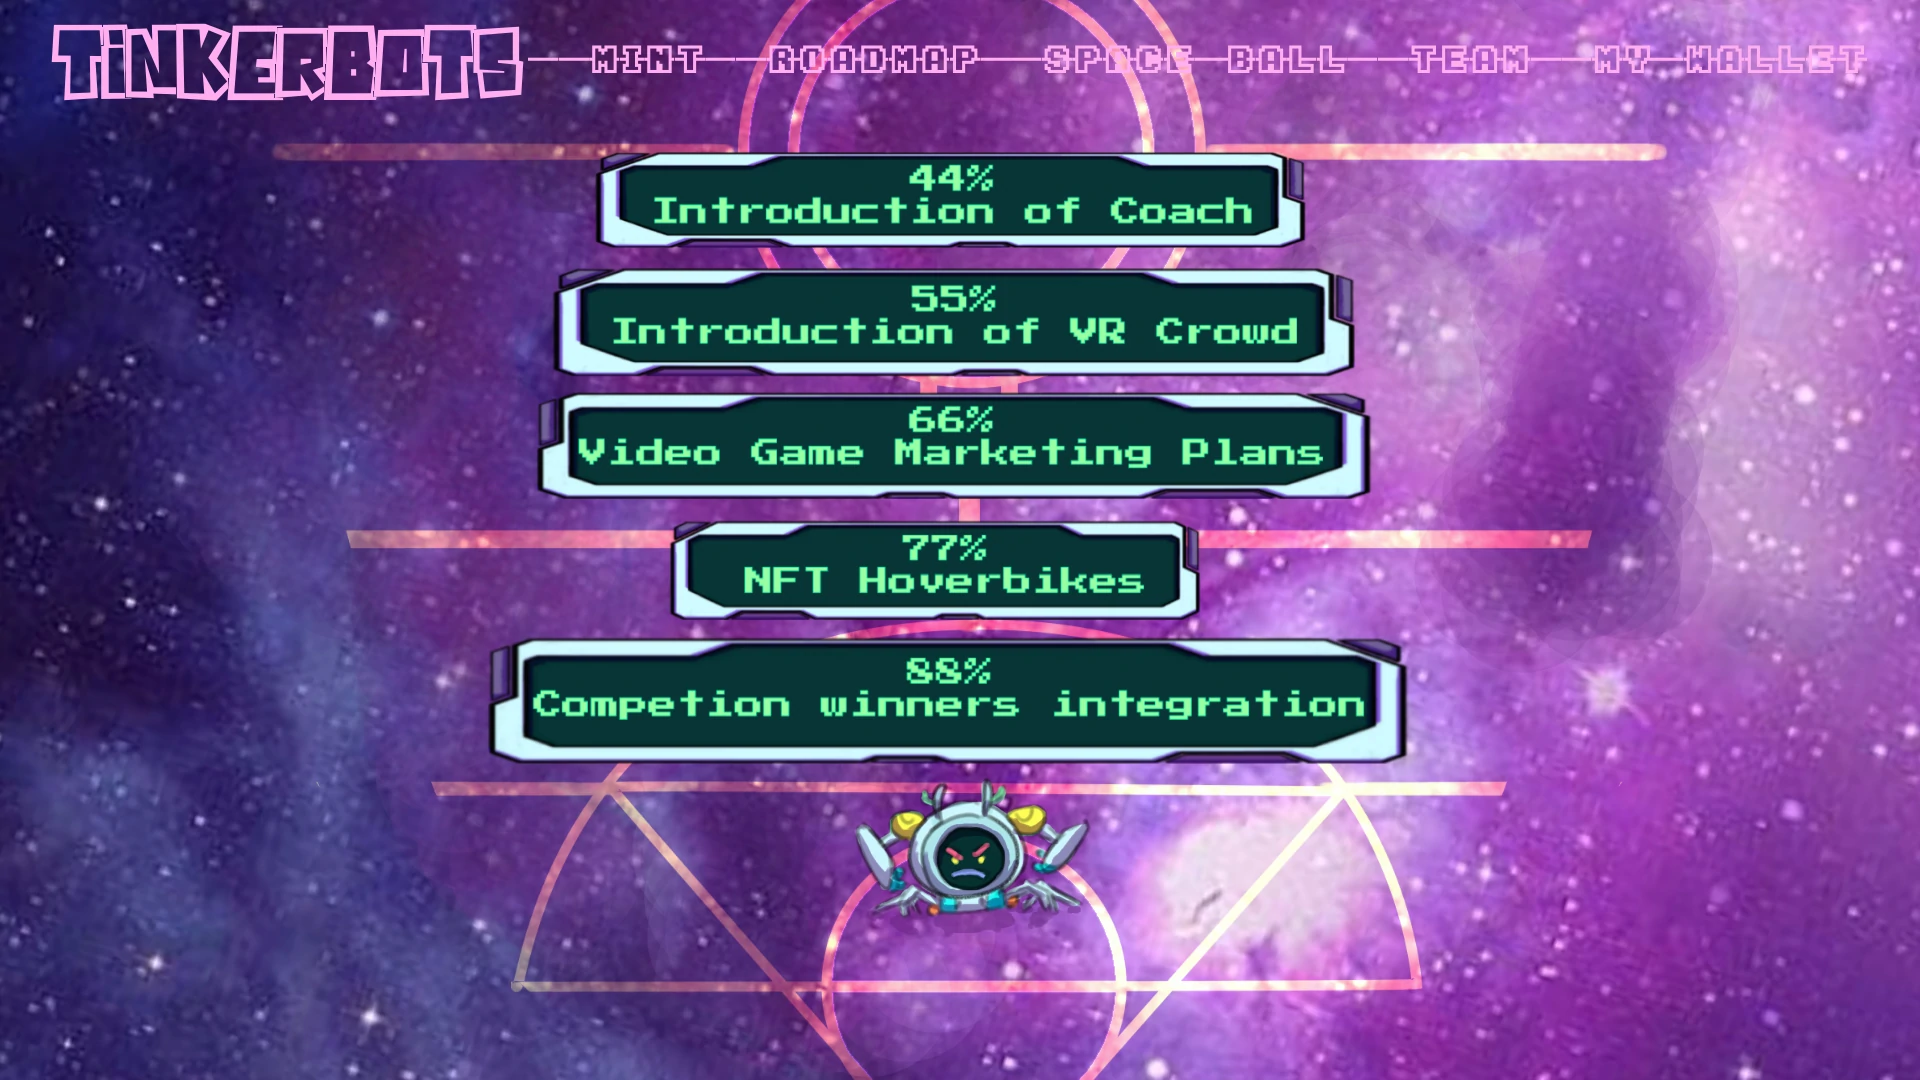 TiNKERBOTS MINT ROADMAP SPACE BALL TEAM MY WALLET
44%
Introduction of Coach
55%
Introduction of VR Crowd
66%
Video Game Marketing Plans
77%
NFT Hoverbikes
88%
Competion winners integration